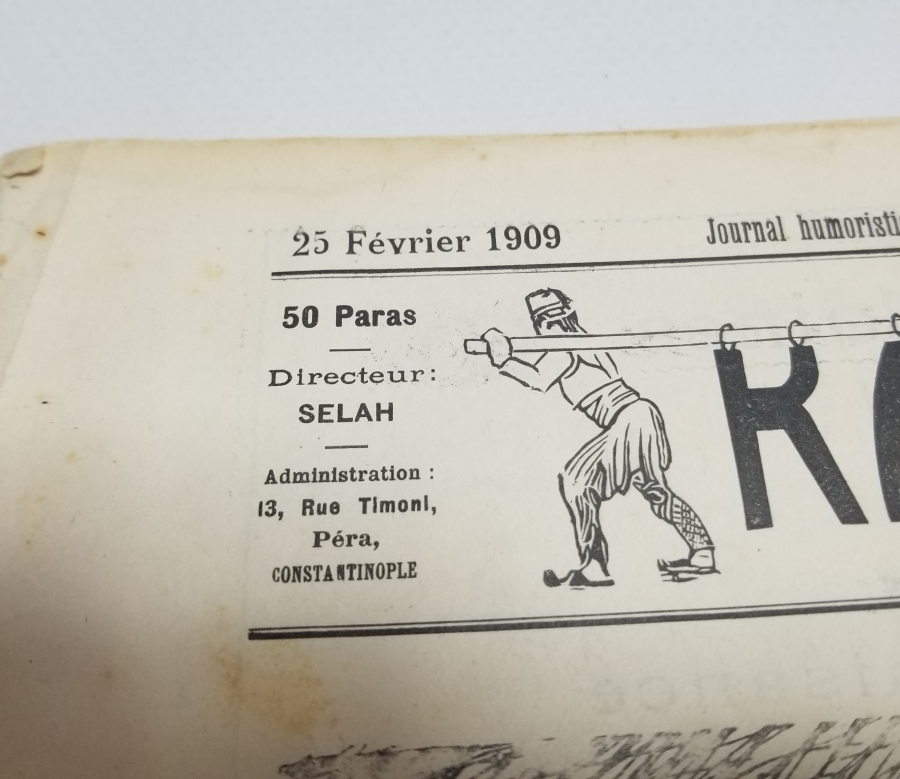 25 Février 1909
Journal humoristi
50 Paras
Directeur:
SELAH
Administration :
13, Rue Timoni,
Péra,
CONSTANTINOPLE
K